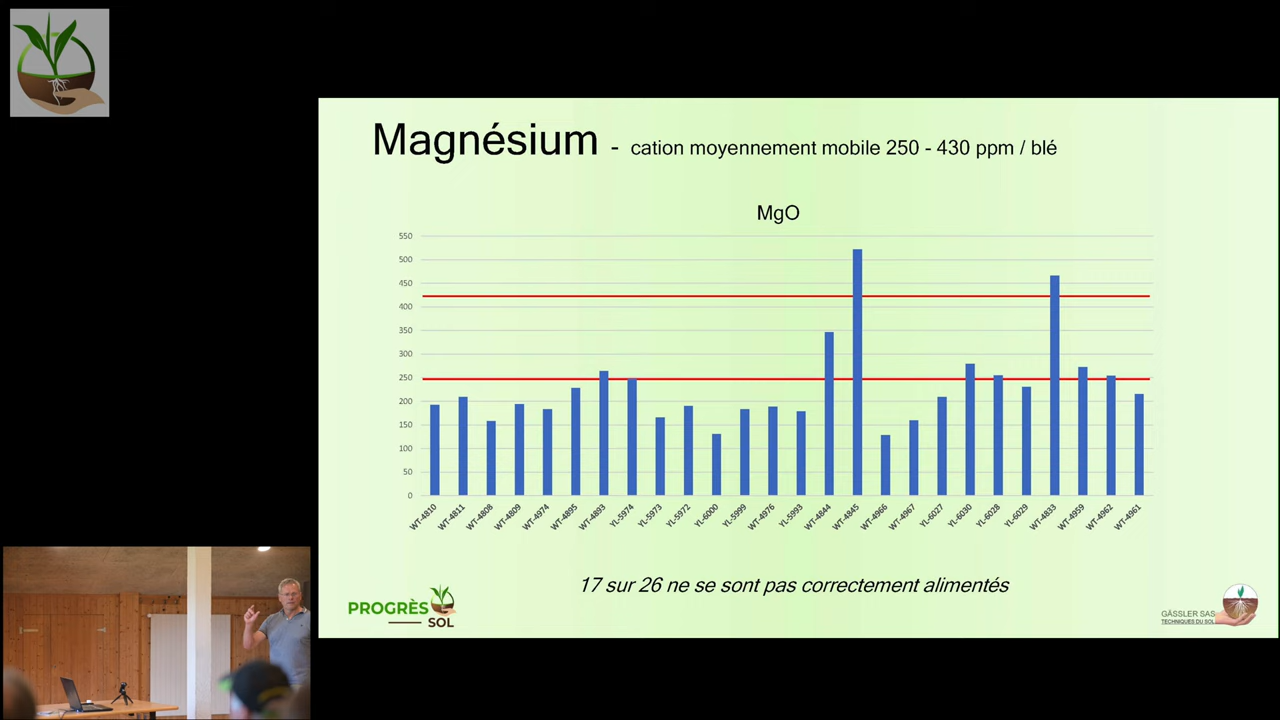 Magnésium - cation moyennement mobile 250 - 430 ppm / blé
MgO
550
500
450
400
350
300
250
200
150
100
50
0
WT-4810
WT-4811
WT-4808
WT-4809
WT-4974
WT-4895
WT-4893
YL-5974
YL-5973
YL-5972
YL-6000
YL-5999
WT-4976
YL-5993
WT-4844
WT-4845
WT-4966
WT-4967
YL-6027
YL-6030
YL-6028
YL-6029
WT-4833
WT-4959
WT-4962
WT-4961
17 sur 26 ne se sont pas correctement alimentés
PROGRÈS
SOL
GÄSSLER SAS
TECHNIQUES DU SOL